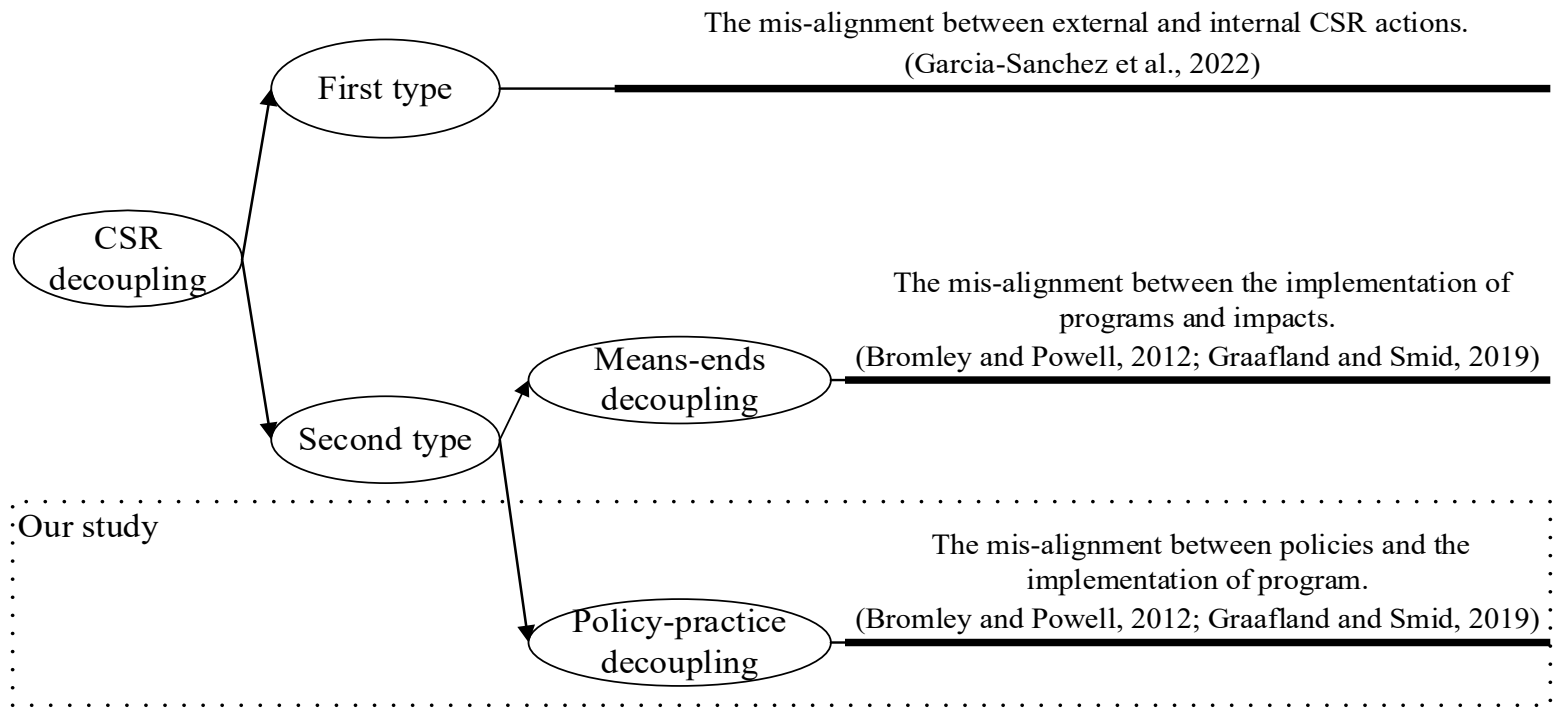 The mis-alignment between external and internal CSR actions.
(Garcia-Sanchez et al., 2022)
First type
CSR
decoupling
The mis-alignment between the implementation of
programs and impacts.
(Bromley and Powell, 2012; Graafland and Smid, 2019)
Means-ends
decoupling
Second type
Our study
The mis-alignment between policies and the
implementation of program.
(Bromley and Powell, 2012; Graafland and Smid, 2019)
Policy-practice
decoupling